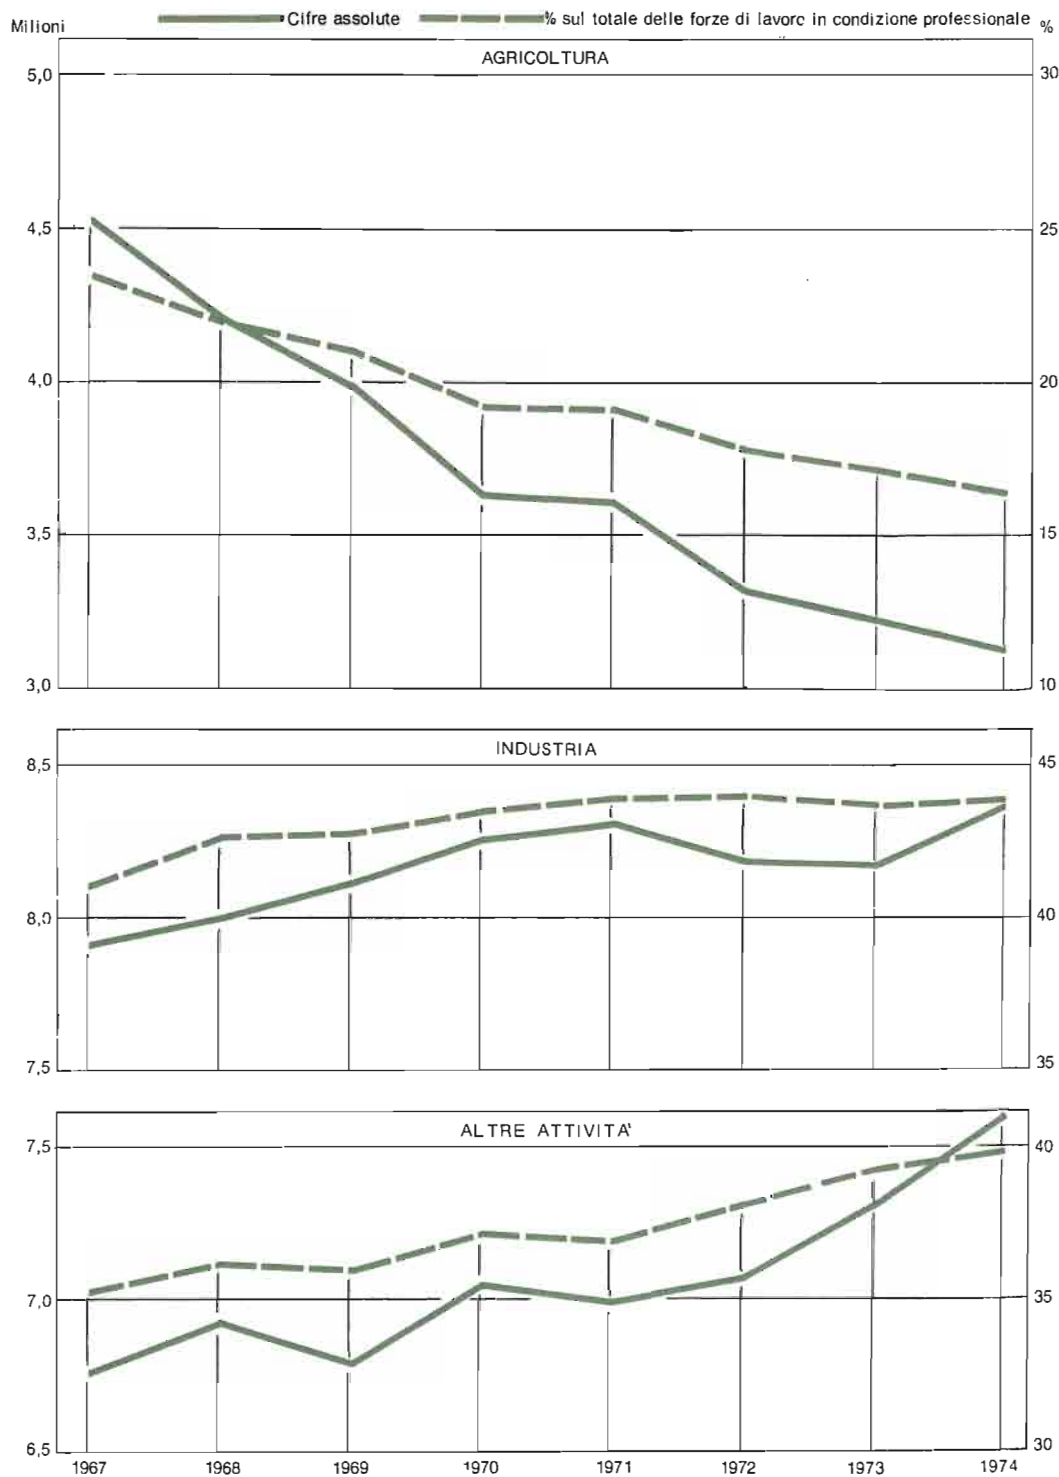 Cifre assolute % sul totale delle forze di lavoro in condizione professionale
Milioni %
AGRICOLTURA
5,0 30
4,5 25
4,0 20
3,5 15
3,0 10
INDUSTRIA
8,5 45
8,0 40
7,5 35
ALTRE ATTIVITA'
7,5 40
7,0 35
6,5 30
1967 1968 1969 1970 1971 1972 1973 1974